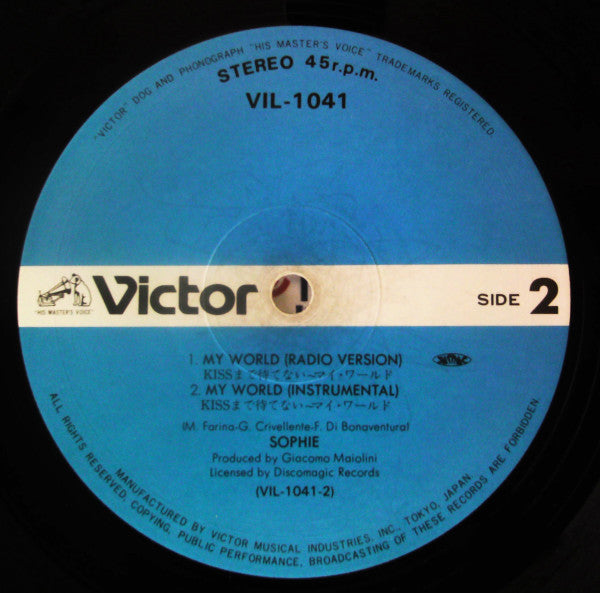 "VICTOR" DOG AND PHONOGRAPH "HIS MASTER'S VOICE" TRADEMARKS REGISTERED.
STEREO 45r.p.m.
VIL-1041
"HIS MASTER'S VOICE"
Victor
SIDE 2
1. MY WORLD (RADIO VERSION)
KISSまで待てない〜マイ・ワールド
2. MY WORLD (INSTRUMENTAL)
KISSまで待てない〜マイ・ワールド
(M. Farina-G. Crivellente-F. Di Bonaventura)
SOPHIE
Produced by Giacomo Maiolini
Licensed by Discomagic Records
(VIL-1041-2)
MANUFACTURED BY VICTOR MUSICAL INDUSTRIES, INC., TOKYO, JAPAN
ALL RIGHTS RESERVED. COPYING, PUBLIC PERFORMANCE, BROADCASTING OF THESE RECORDS ARE FORBIDDEN.